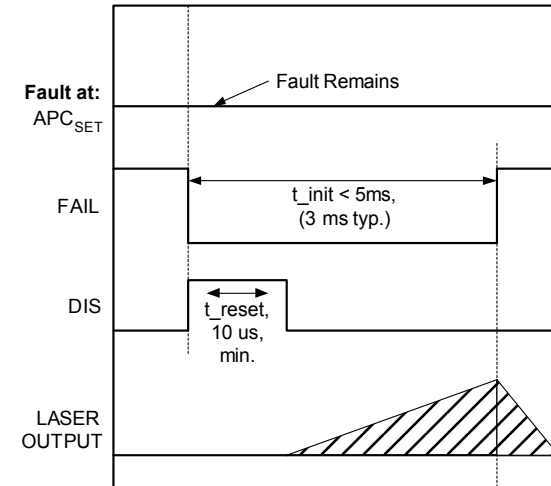 Fault Remains
Fault at:
APC_SET
FAIL
t_init < 5ms,
(3 ms typ.)
DIS
t_reset,
10 us,
min.
LASER
OUTPUT